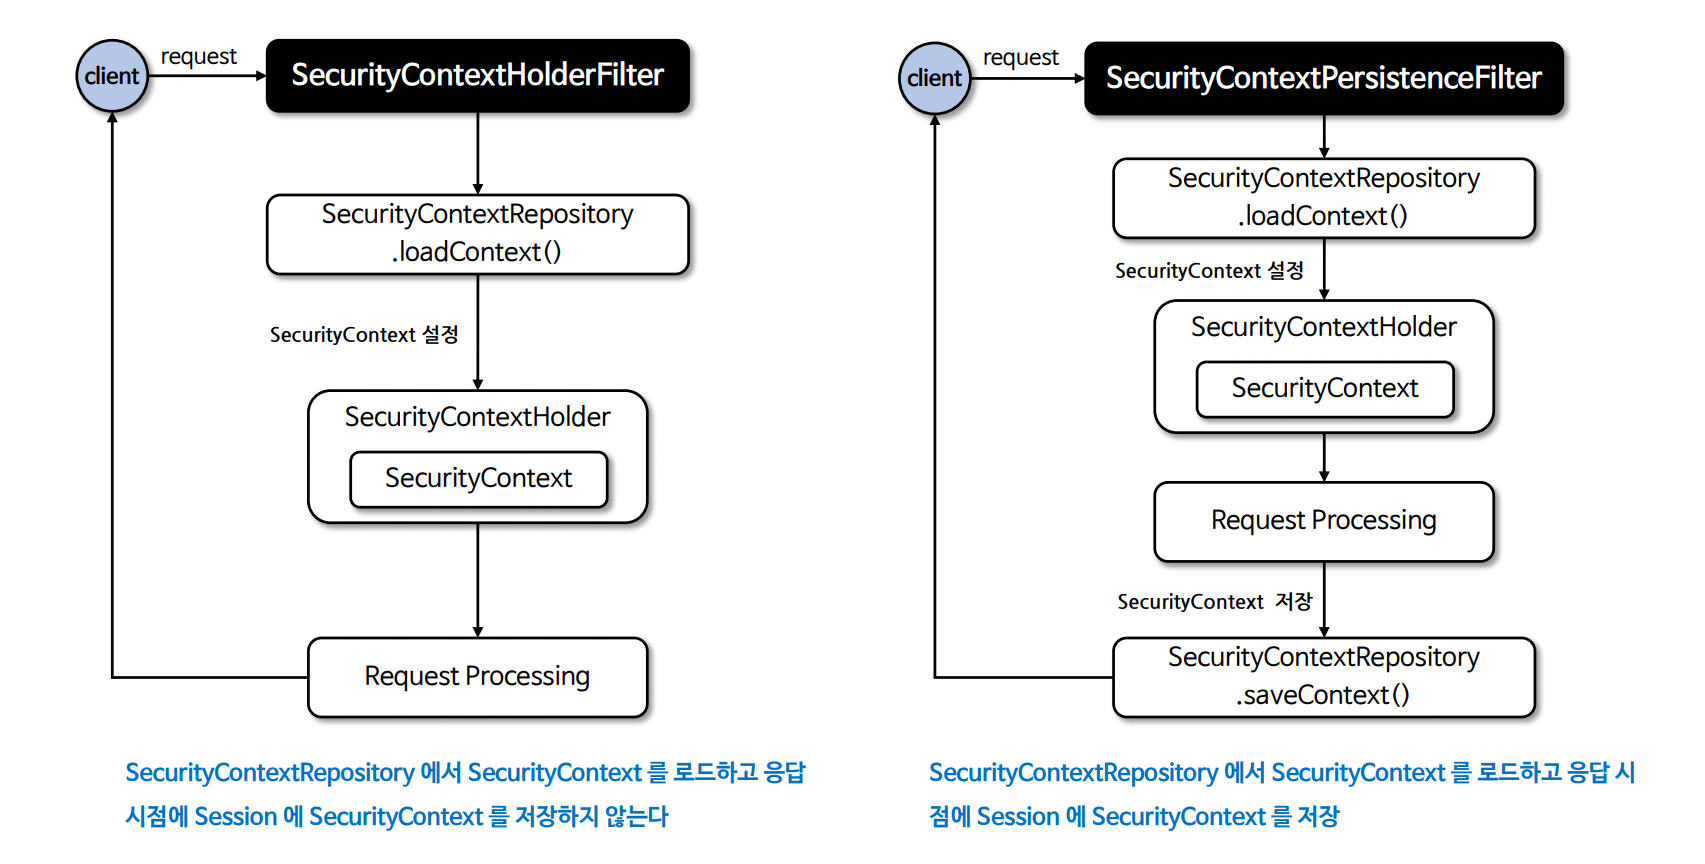 client
request
SecurityContextHolderFilter
SecurityContextRepository
.loadContext()
SecurityContext 설정
SecurityContextHolder
SecurityContext
Request Processing
SecurityContextRepository 에서 SecurityContext 를 로드하고 응답
시점에 Session 에 SecurityContext 를 저장하지 않는다
client
request
SecurityContextPersistenceFilter
SecurityContextRepository
.loadContext()
SecurityContext 설정
SecurityContextHolder
SecurityContext
Request Processing
SecurityContext 저장
SecurityContextRepository
.saveContext()
SecurityContextRepository 에서 SecurityContext 를 로드하고 응답 시
점에 Session 에 SecurityContext 를 저장